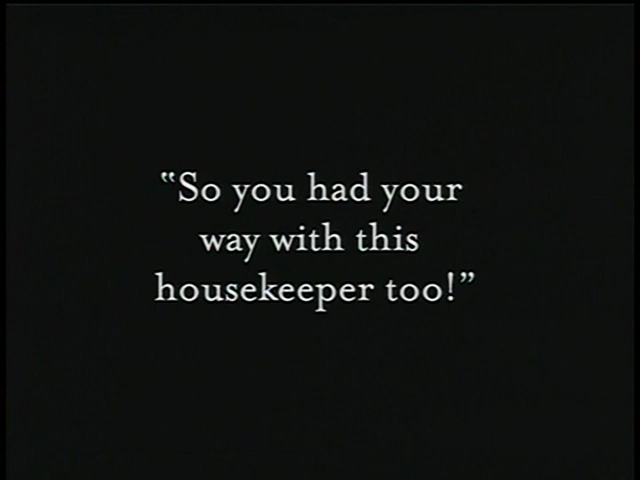 “So you had your
way with this
housekeeper too!”